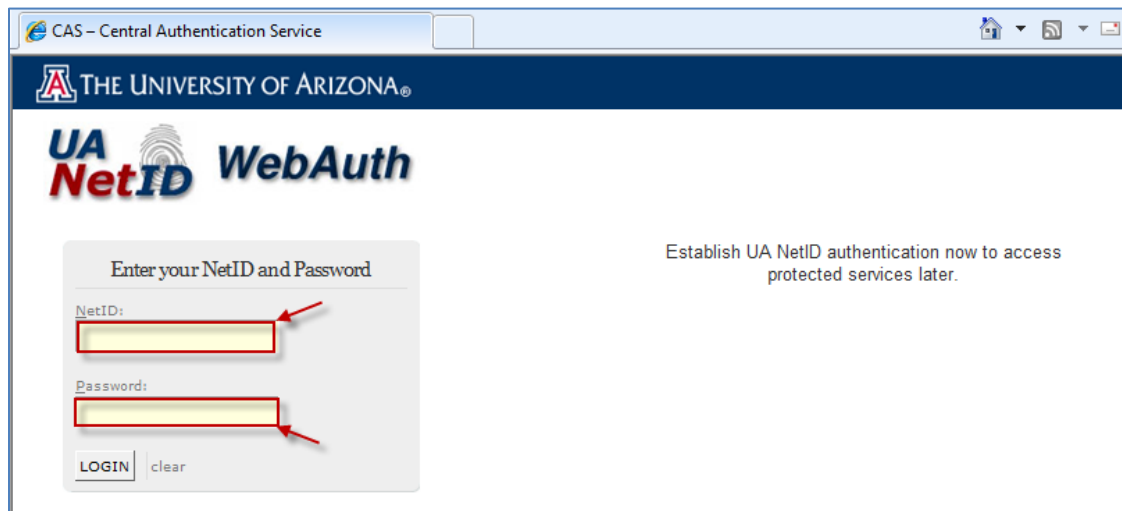 CAS – Central Authentication Service
THE UNIVERSITY OF ARIZONA®
UA
NetID
WebAuth
Enter your NetID and Password
Establish UA NetID authentication now to access
protected services later.
NetID:
Password:
LOGIN clear